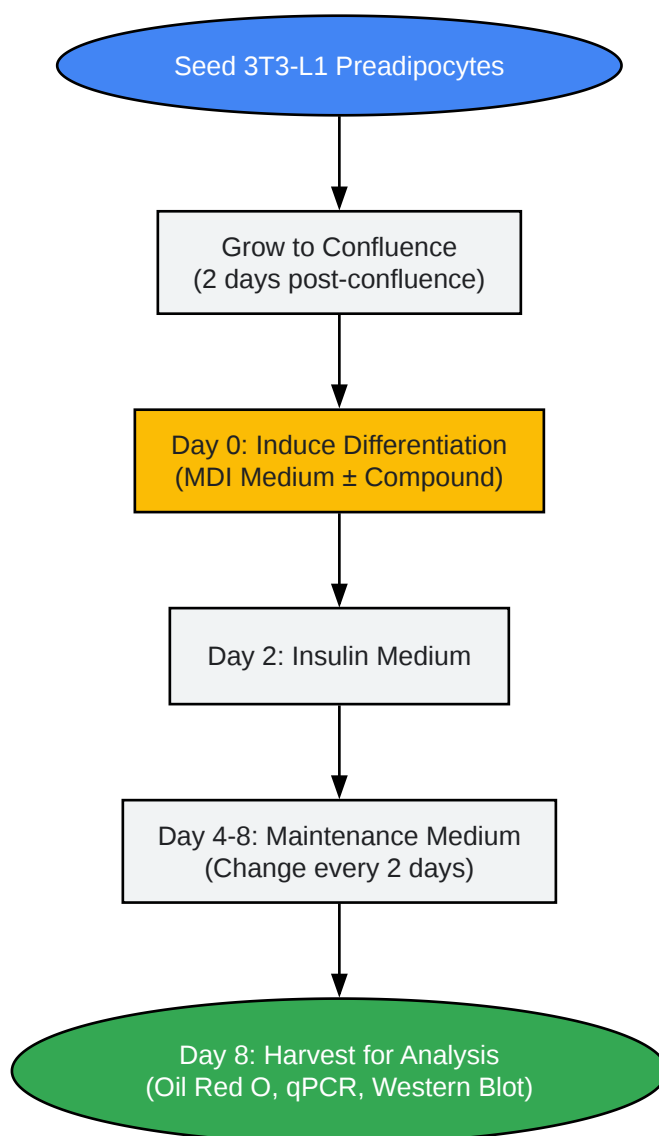 Seed 3T3-L1 Preadipocytes
Grow to Confluence
(2 days post-confluence)
Day 0: Induce Differentiation
(MDI Medium ± Compound)
Day 2: Insulin Medium
Day 4-8: Maintenance Medium
(Change every 2 days)
Day 8: Harvest for Analysis
(Oil Red O, qPCR, Western Blot)